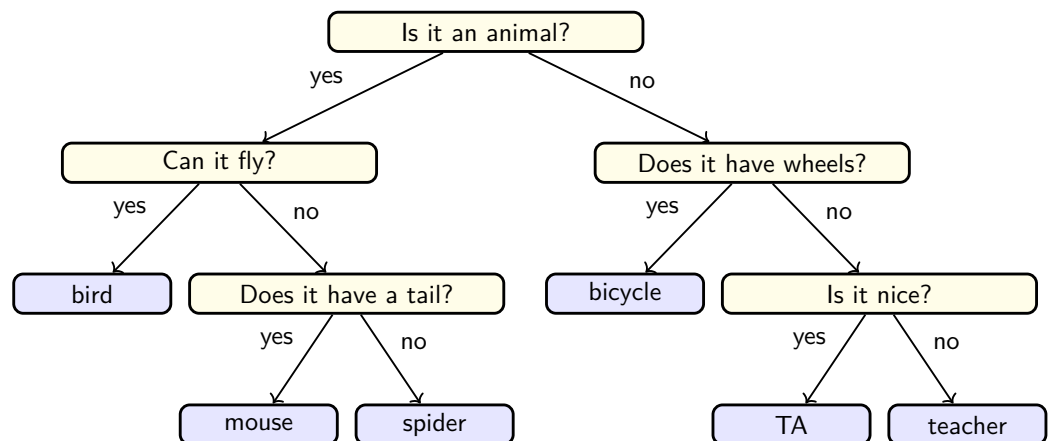 Is it an animal?
yes
no
Can it fly?
Does it have wheels?
yes
no
yes
no
bird
Does it have a tail?
bicycle
Is it nice?
yes
no
yes
no
mouse
spider
TA
teacher